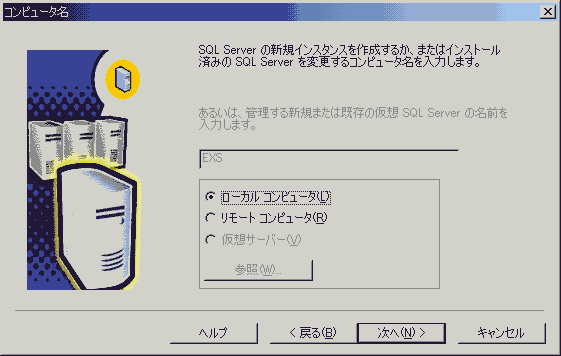 コンピュータ名
SQL Server の新規インスタンスを作成するか、またはインストール
済みの SQL Server を変更するコンピュータ名を入力します。
あるいは、管理する新規または既存の仮想 SQL Server の名前を
入力します。
EXS
ローカル コンピュータ(L)
リモート コンピュータ(R)
仮想サーバー(V)
参照(W)...
ヘルプ
< 戻る(B)
次へ(N) >
キャンセル